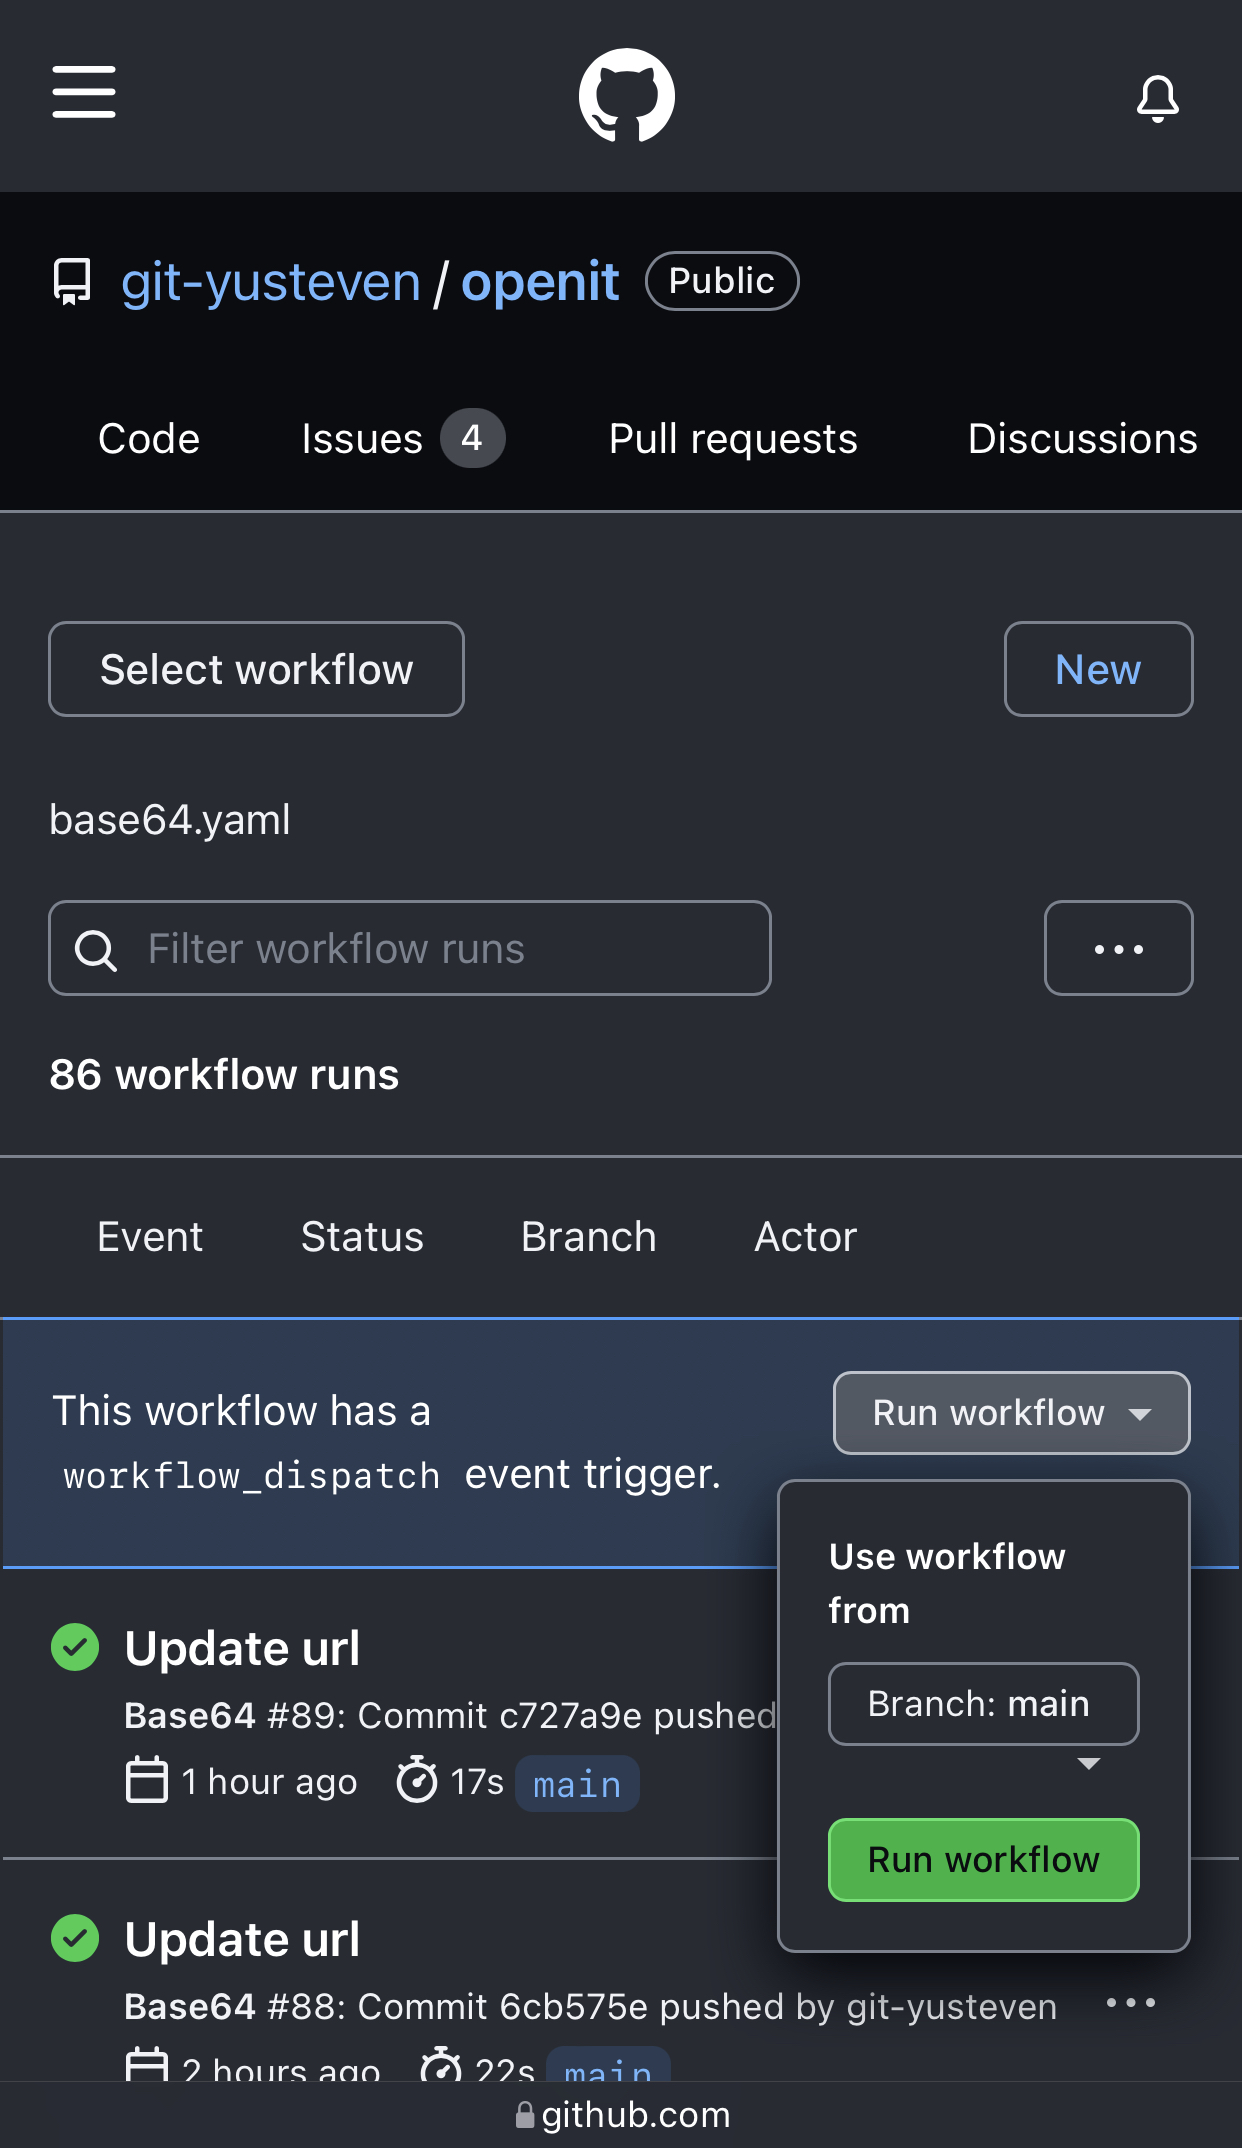 git-yusteven / openit Public
Code Issues 4 Pull requests Discussions
Select workflow New
base64.yaml
Filter workflow runs
86 workflow runs
Event Status Branch Actor
This workflow has a
workflow_dispatch event trigger.
Run workflow
Use workflow
from
Branch: main
Run workflow
Update url
Base64 #89: Commit c727a9e pushed
1 hour ago 17s main
Update url
Base64 #88: Commit 6cb575e pushed by git-yusteven
2 hours ago 22s main
github.com